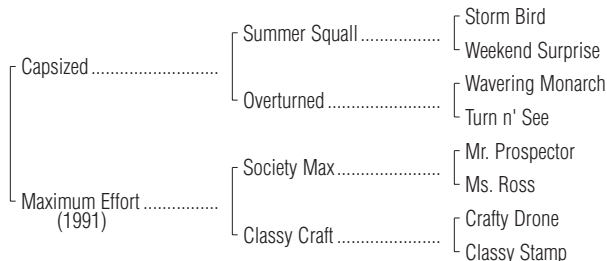 Storm Bird
Summer Squall .................
Weekend Surprise
Capsized ...........................
Wavering Monarch
Overturned ........................
Turn n' See
Mr. Prospector
Society Max ......................
Ms. Ross
Maximum Effort ................
(1991)
Crafty Drone
Classy Craft ......................
Classy Stamp